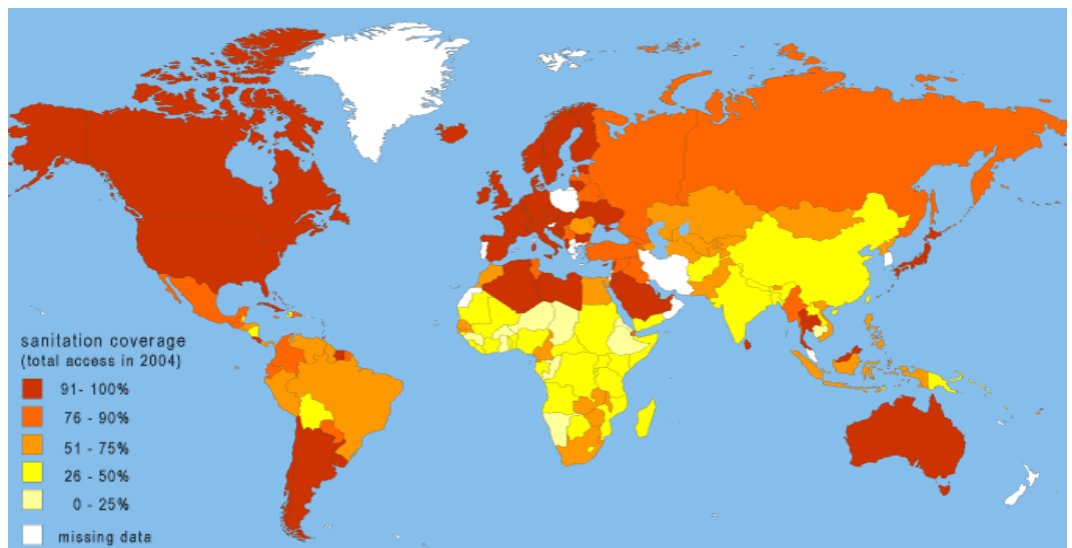 sanitation coverage
(total access in 2004)
91- 100%
76 - 90%
51 - 75%
26 - 50%
0 - 25%
missing data